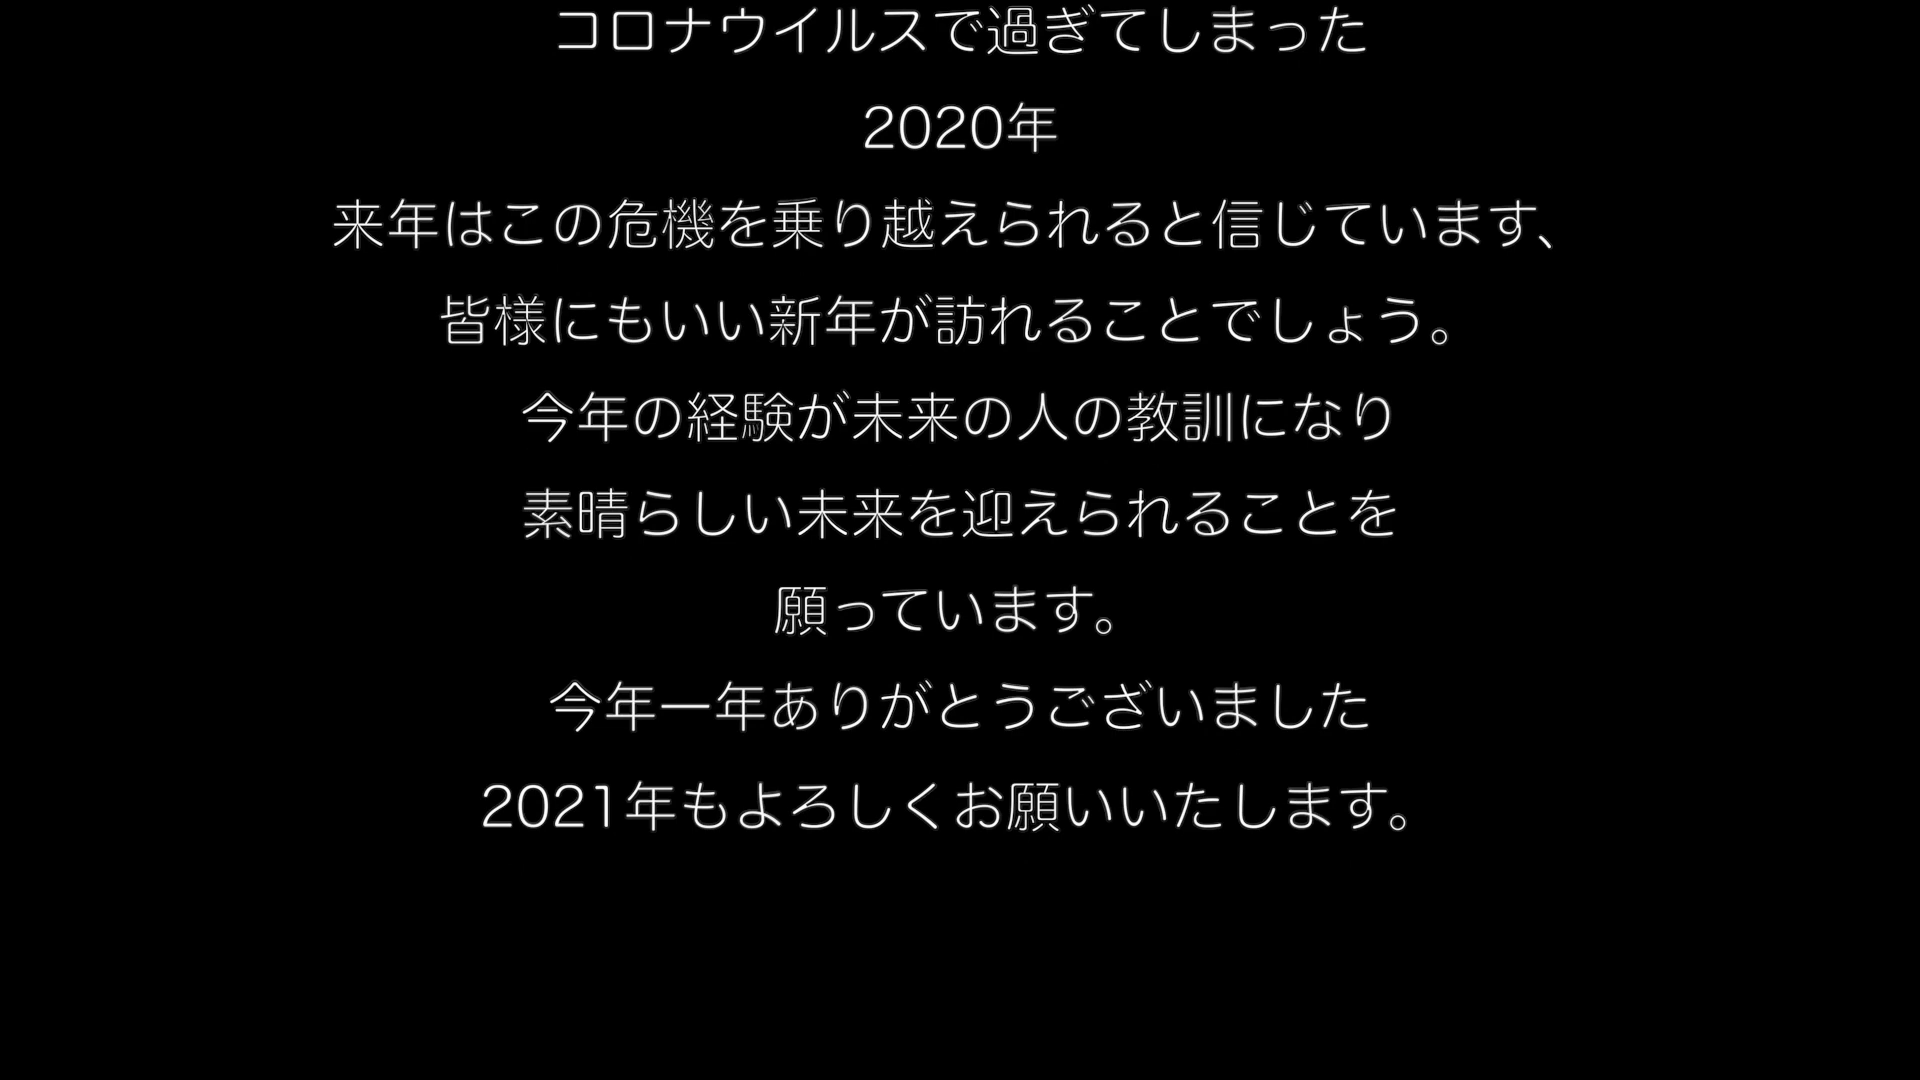 コロナウイルスで過ぎてしまった
2020年
来年はこの危機を乗り越えられると信じています、
皆様にもいい新年が訪れることでしょう。
今年の経験が未来の人の教訓になり
素晴らしい未来を迎えられることを
願っています。
今年一年ありがとうございました
2021年もよろしくお願いいたします。